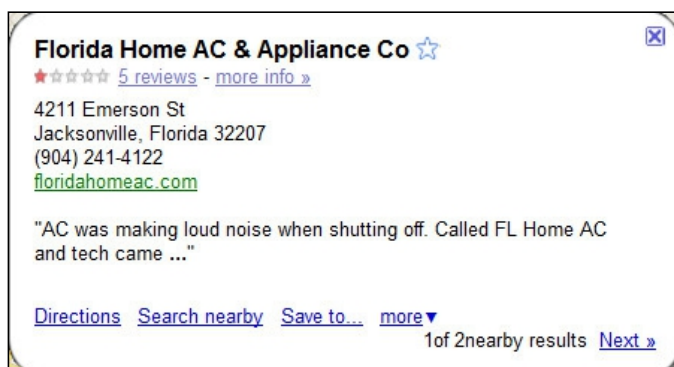 Florida Home AC & Appliance Co
5 reviews - more info »
4211 Emerson St
Jacksonville, Florida 32207
(904) 241-4122
floridahomeac.com
"AC was making loud noise when shutting off. Called FL Home AC
and tech came ..."
Directions Search nearby Save to... more▼
1of 2nearby results Next »